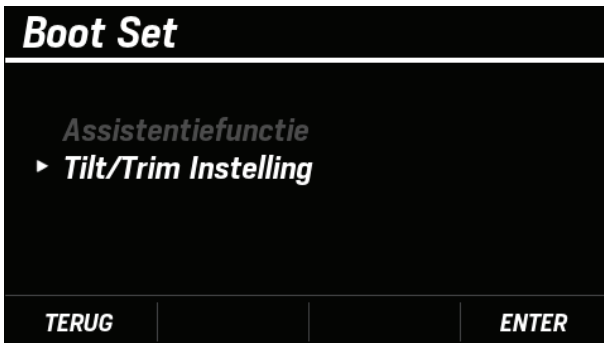 Boot Set
Assistentiefunctie
▸ Tilt/Trim Instelling
TERUG ENTER